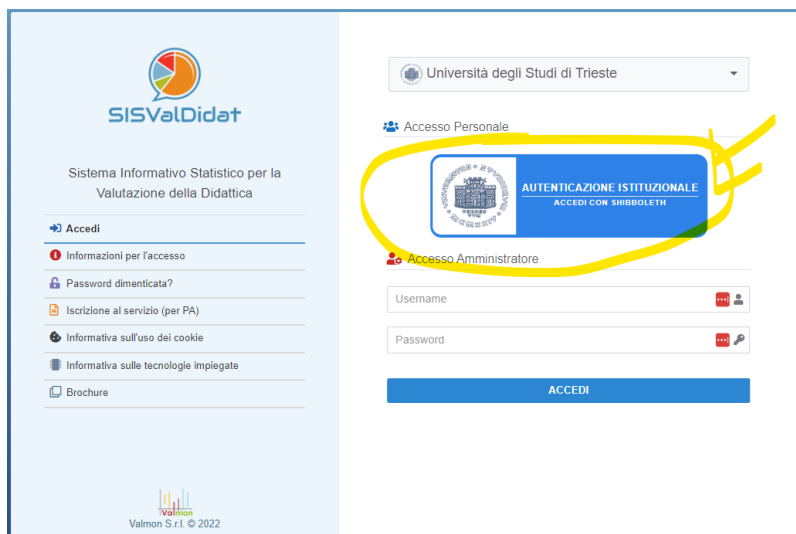 SISValDidat
Sistema Informativo Statistico per la
Valutazione della Didattica
Accedi
Informazioni per l'accesso
Password dimenticata?
Iscrizione al servizio (per PA)
Informativa sull'uso dei cookie
Informativa sulle tecnologie impiegate
Brochure
Valmon
Valmon S.r.l. © 2022
Università degli Studi di Trieste
Accesso Personale
AUTENTICAZIONE ISTITUZIONALE
ACCEDI CON SHIBBOLETH
Accesso Amministratore
Username
Password
ACCEDI